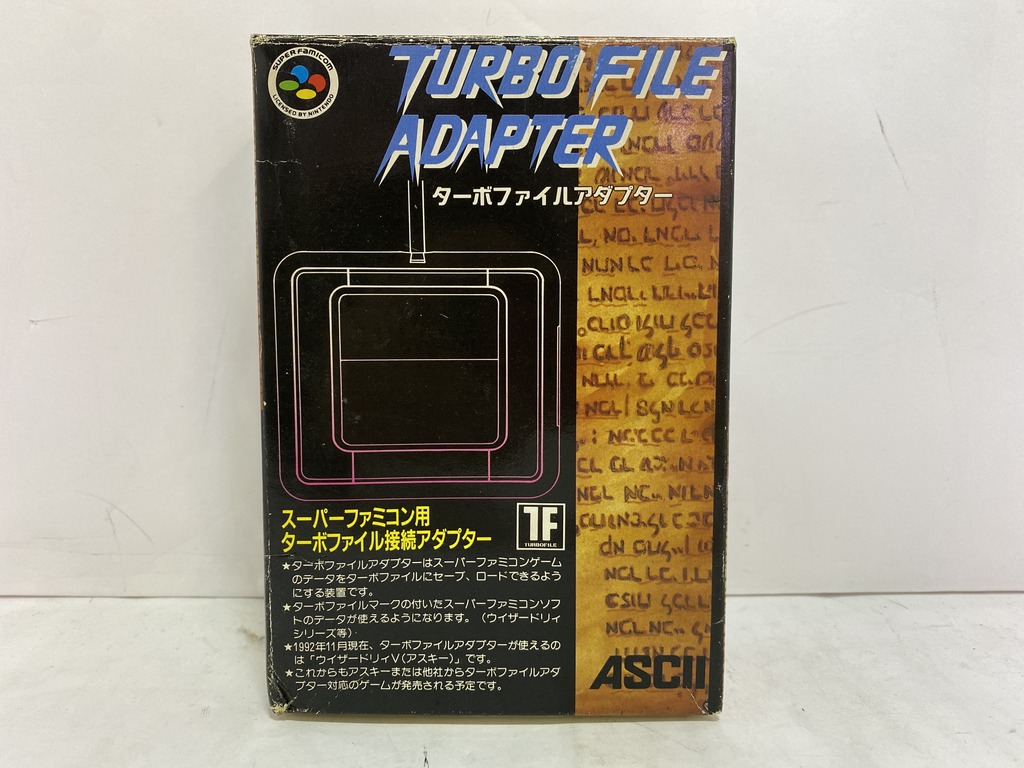 SUPER FAMICOM
LICENSED BY NINTENDO
TURBO FILE
ADAPTER
ターボファイルアダプター
スーパーファミコン用
ターボファイル接続アダプター
TF
TURBOFILE
★ターボファイルアダプターはスーパーファミコンゲーム
のデータをターボファイルにセーブ、ロードできるよう
にする装置です。
★ターボファイルマークの付いたスーパーファミコンソフ
トのデータが使えるようになります。（ウイザードリィ
シリーズ等）
★1992年11月現在、ターボファイルアダプターが使えるの
は「ウイザードリィV（アスキー）」です。
★これからもアスキーまたは他社からターボファイルアダ
プター対応のゲームが発売される予定です。
ASCII